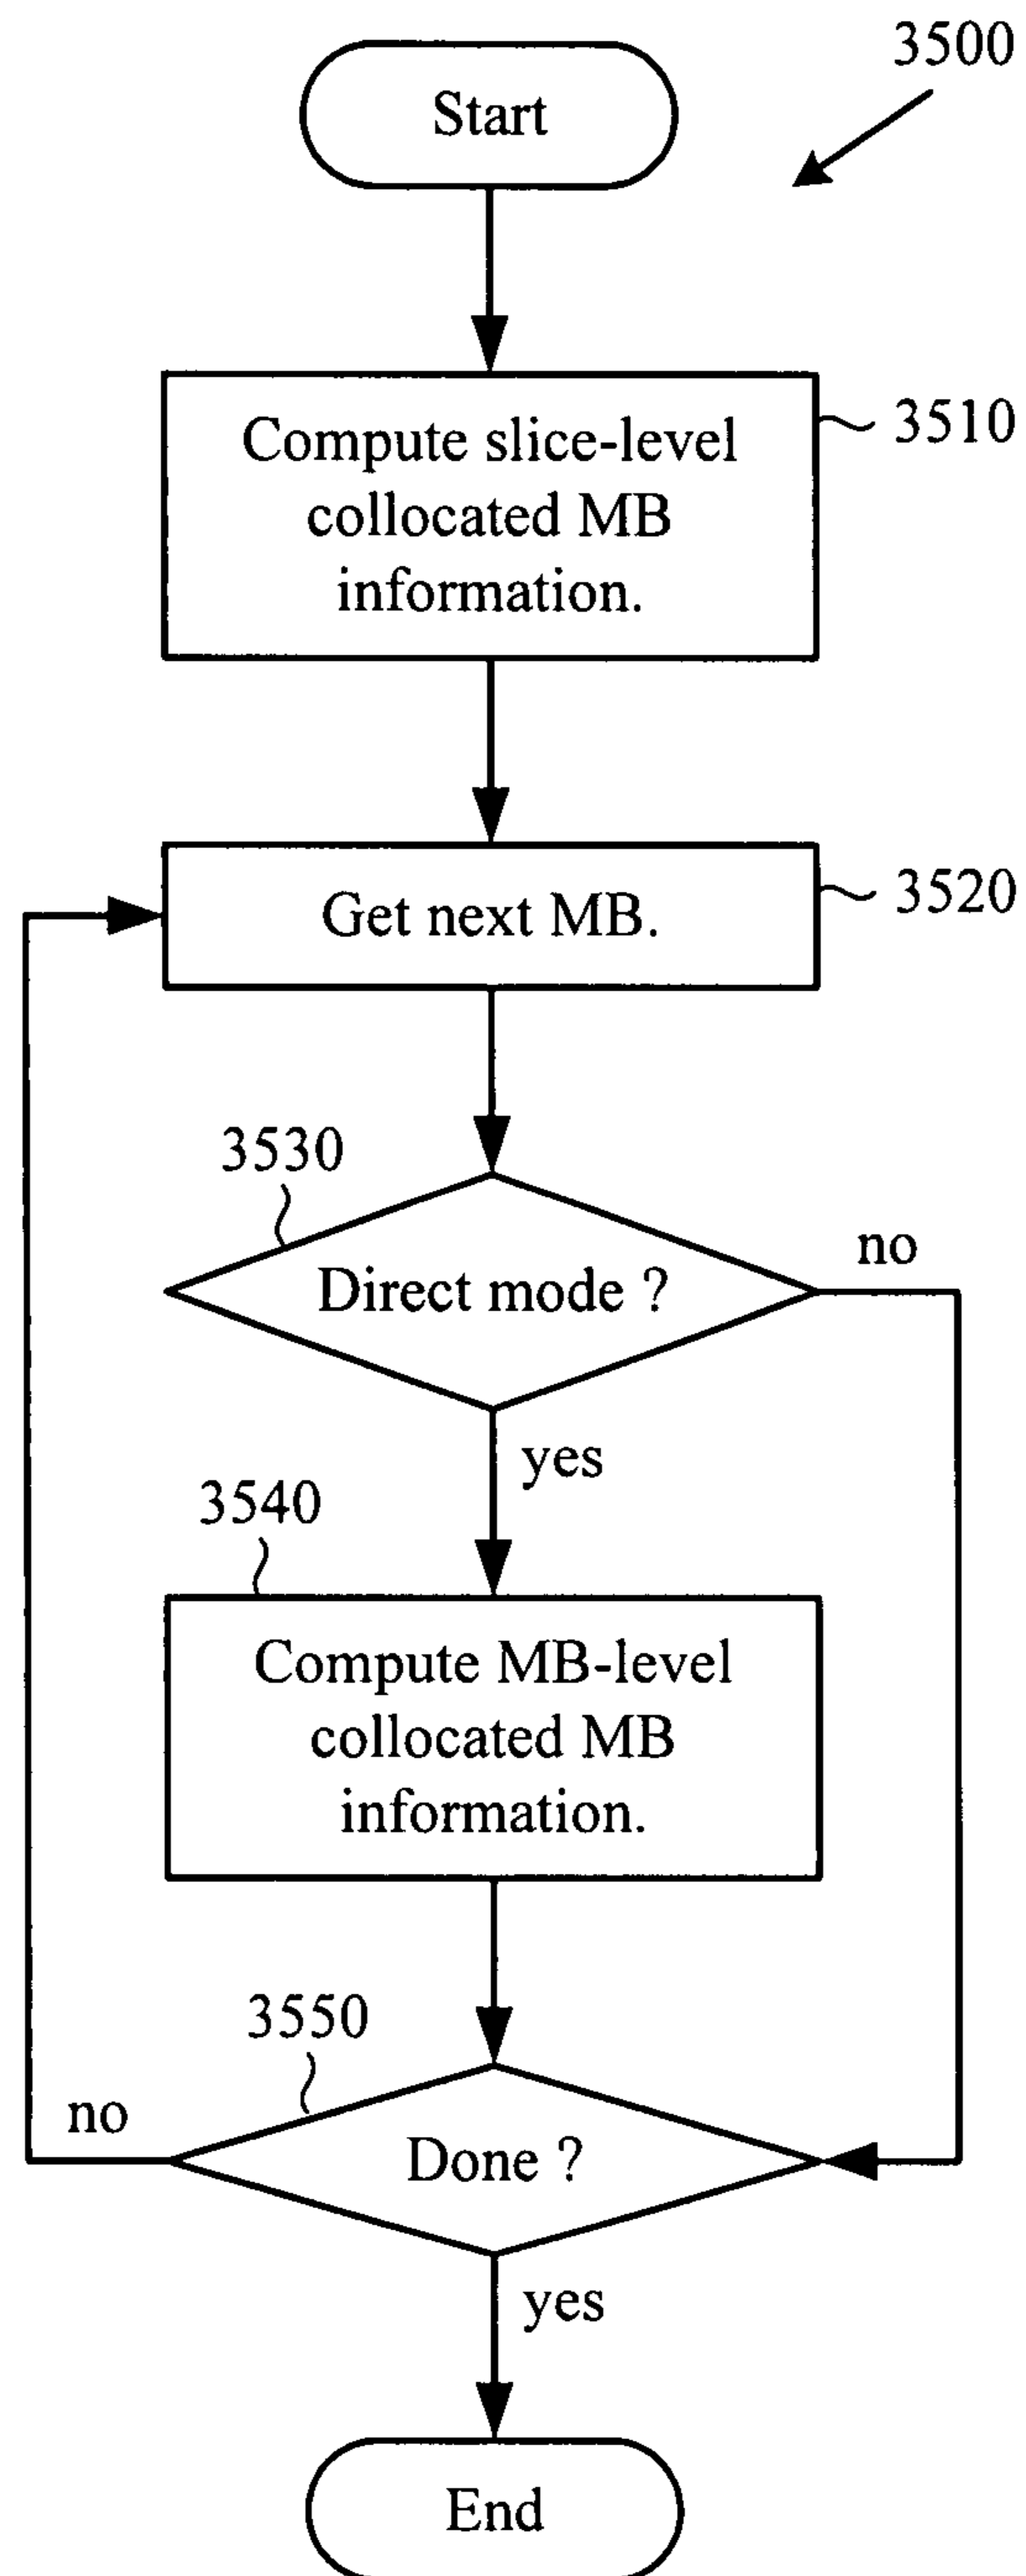 3500
Start
Compute slice-level
collocated MB
information.
3510
Get next MB.
3520
3530
Direct mode ?
no
yes
3540
Compute MB-level
collocated MB
information.
3550
no
Done ?
yes
End